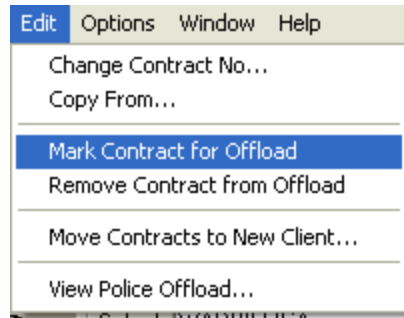 Edit Options Window Help
Change Contract No...
Copy From...
Mark Contract for Offload
Remove Contract from Offload
Move Contracts to New Client...
View Police Offload...